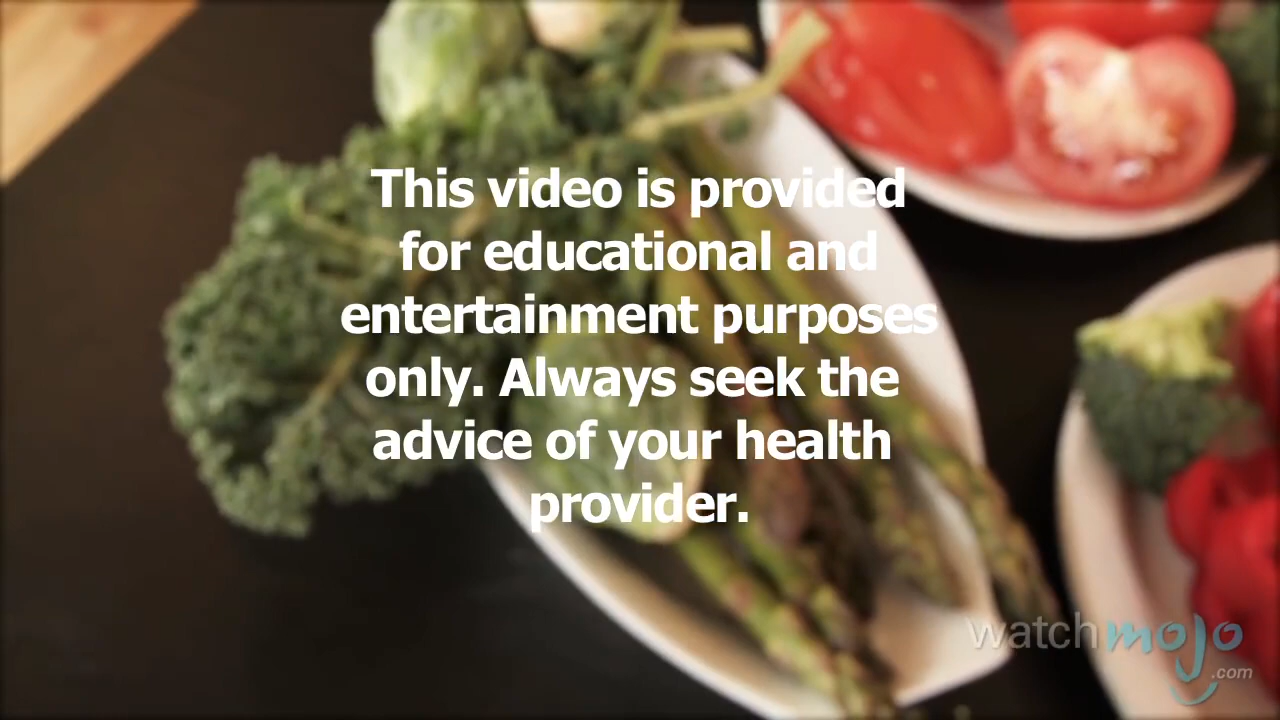 This video is provided
for educational and
entertainment purposes
only. Always seek the
advice of your health
provider.
watchmojo
.com